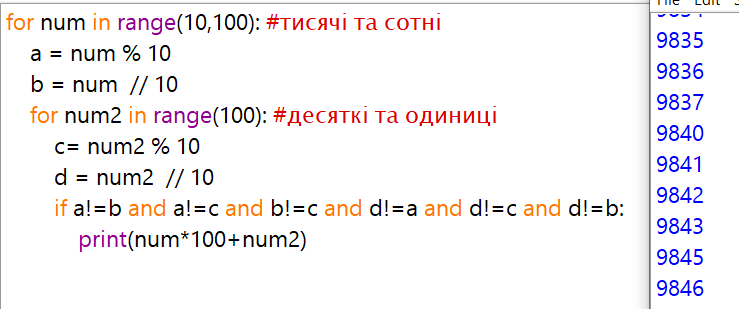 for num in range(10,100): #тисячі та сотні
a = num % 10
b = num // 10
for num2 in range(100): #десяткі та одиниці
c= num2 % 10
d = num2 // 10
if a!=b and a!=c and b!=c and d!=a and d!=c and d!=b:
print(num*100+num2)
File Edit
9834
9835
9836
9837
9840
9841
9842
9843
9845
9846